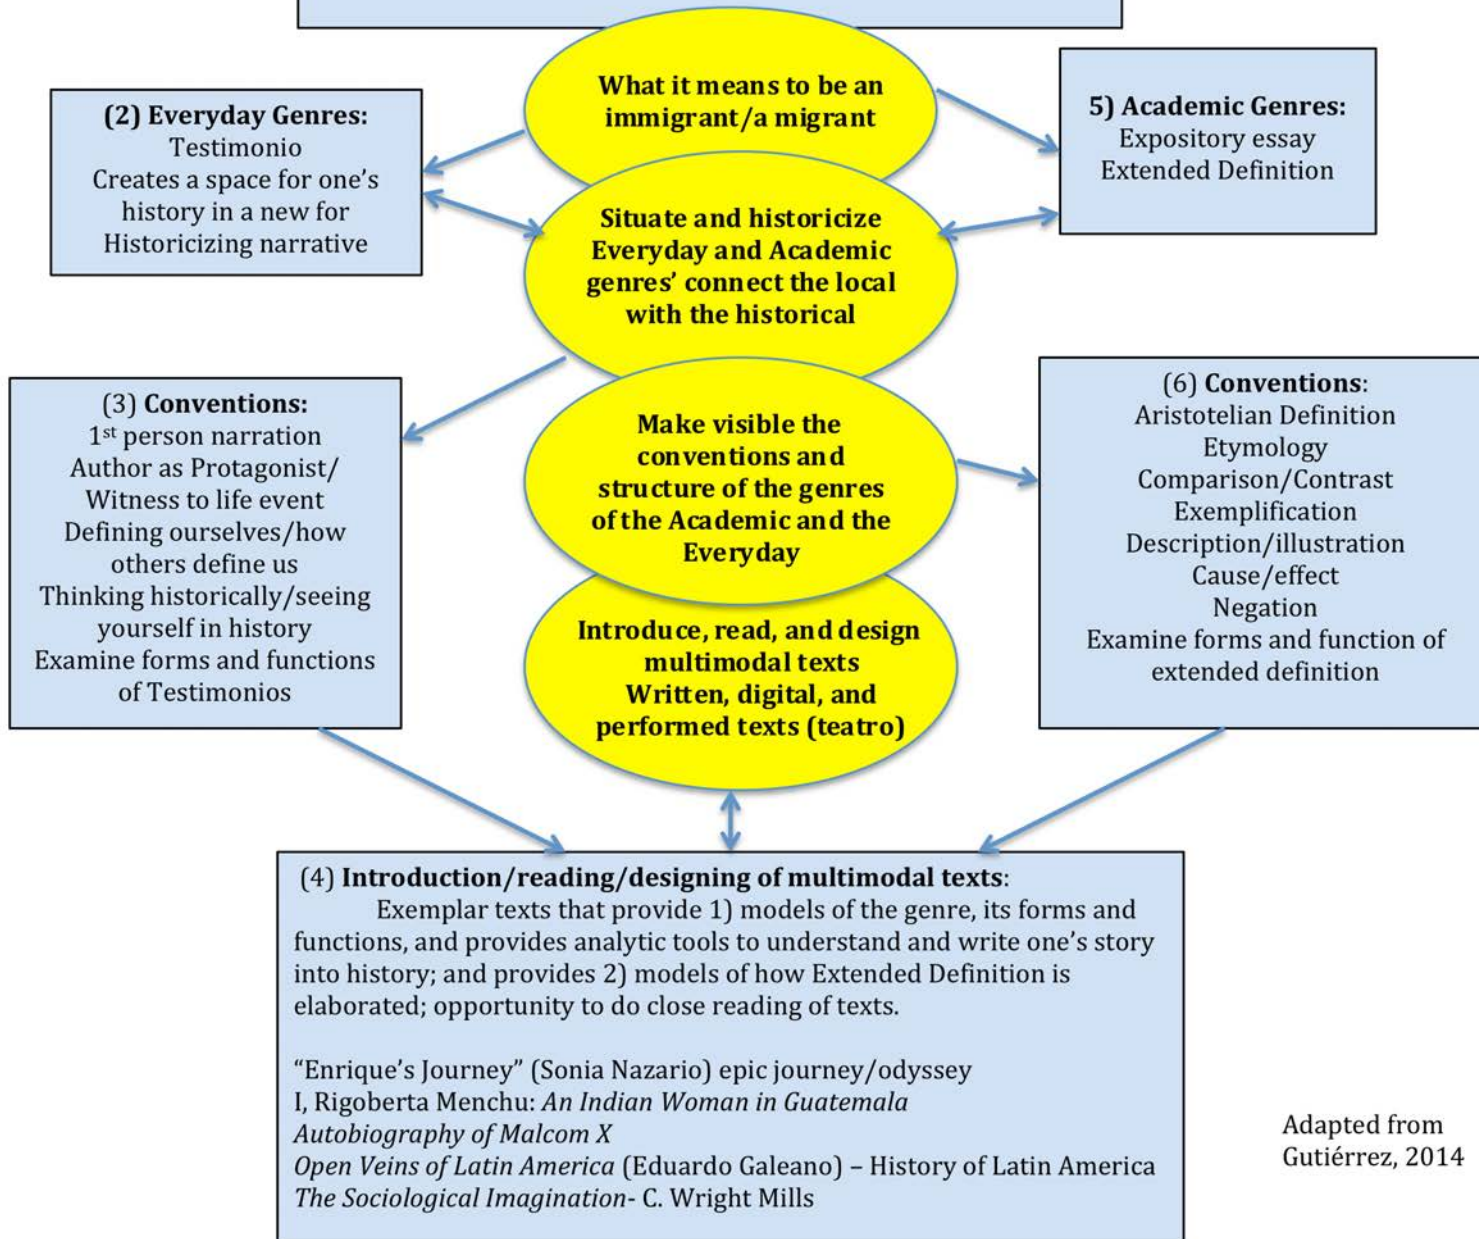 What it means to be an
immigrant/a migrant
(2) Everyday Genres:
Testimonio
Creates a space for one's
history in a new for
Historicizing narrative
5) Academic Genres:
Expository essay
Extended Definition
Situate and historicize
Everyday and Academic
genres' connect the local
with the historical
(3) Conventions:
1st person narration
Author as Protagonist/
Witness to life event
Defining ourselves/how
others define us
Thinking historically/seeing
yourself in history
Examine forms and functions
of Testimonios
Make visible the
conventions and
structure of the genres
of the Academic and the
Everyday
(6) Conventions:
Aristotelian Definition
Etymology
Comparison/Contrast
Exemplification
Description/illustration
Cause/effect
Negation
Examine forms and function of
extended definition
Introduce, read, and design
multimodal texts
Written, digital, and
performed texts (teatro)
(4) Introduction/reading/designing of multimodal texts:
Exemplar texts that provide 1) models of the genre, its forms and
functions, and provides analytic tools to understand and write one's story
into history; and provides 2) models of how Extended Definition is
elaborated; opportunity to do close reading of texts.
"Enrique's Journey" (Sonia Nazario) epic journey/odyssey
I, Rigoberta Menchu: An Indian Woman in Guatemala
Autobiography of Malcom X
Open Veins of Latin America (Eduardo Galeano) – History of Latin America
The Sociological Imagination- C. Wright Mills
Adapted from
Gutiérrez, 2014